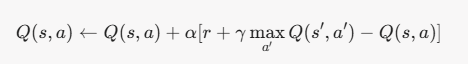 Q(s, a) ← Q(s, a) + α[r + γ max_{a′} Q(s′, a′) − Q(s, a)]